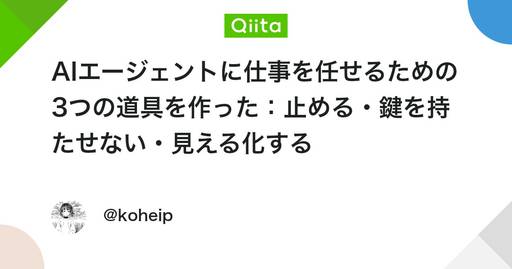 Qiita
AIエージェントに仕事を任せるための
3つの道具を作った：止める・鍵を持
たせない・見える化する
@koheip